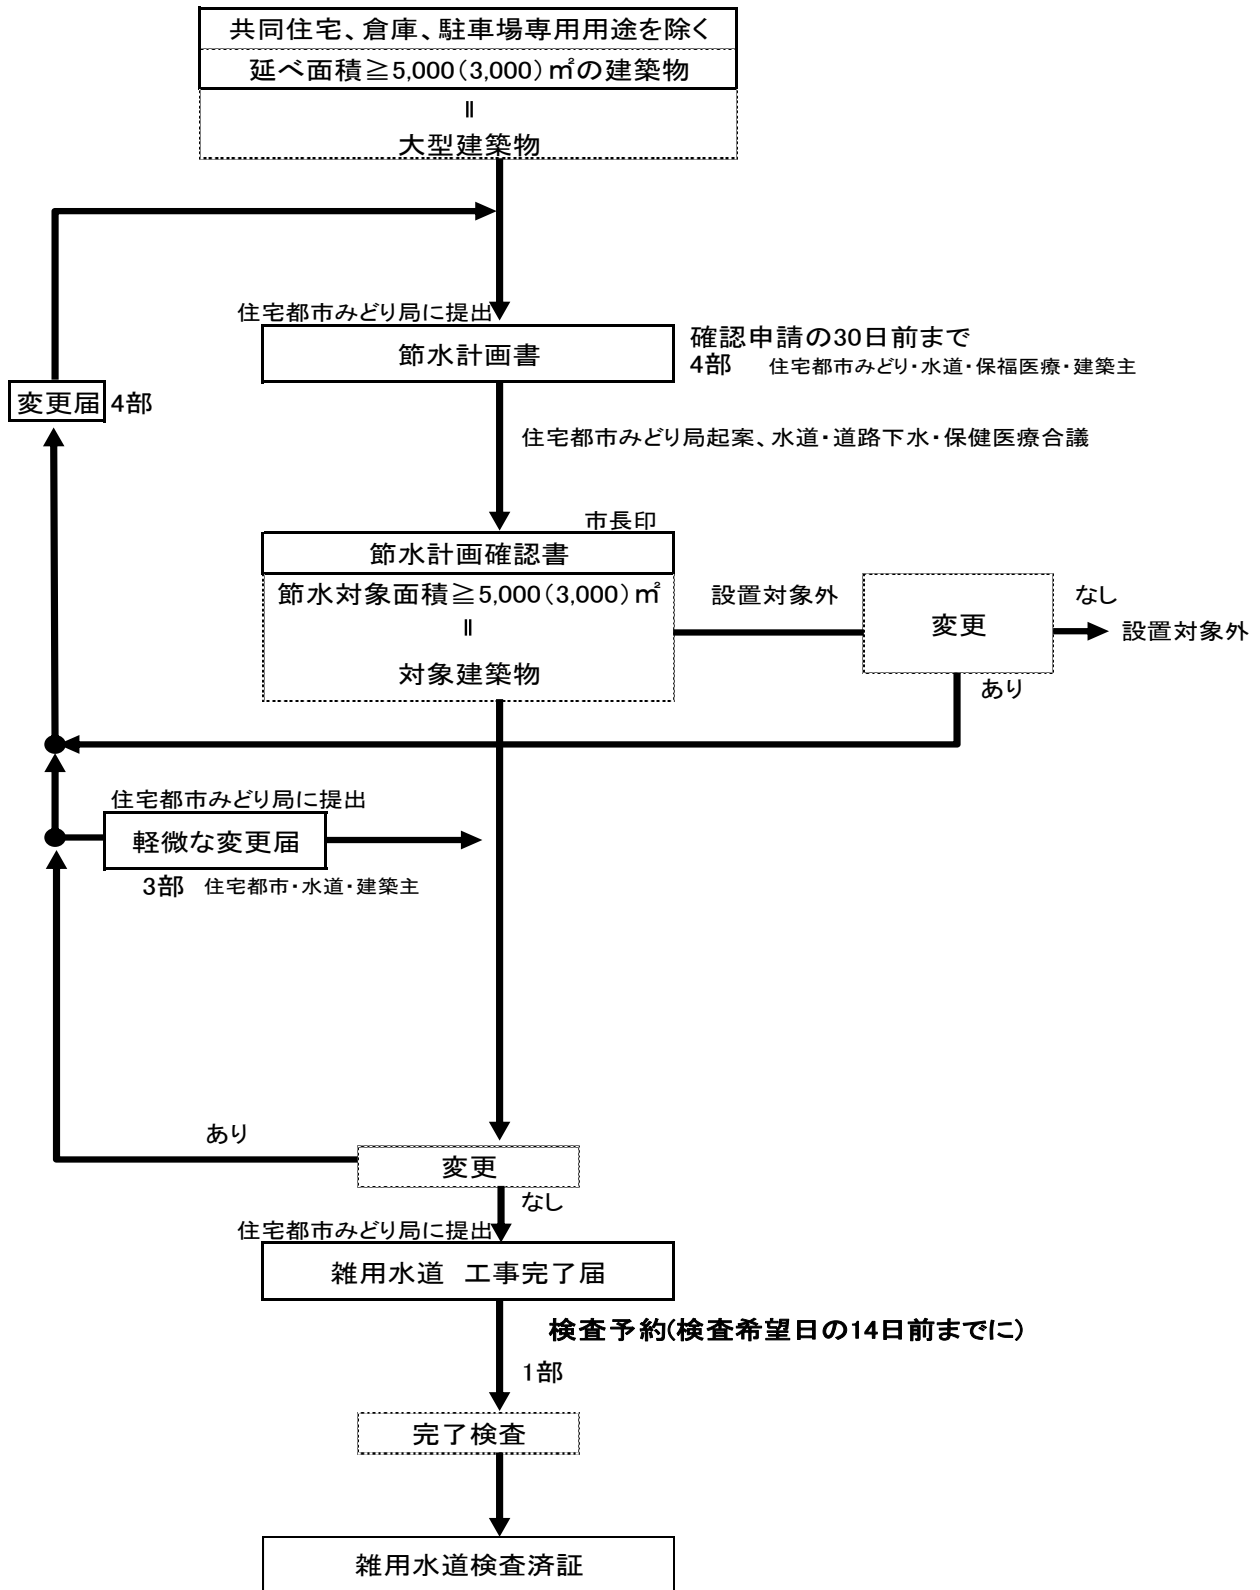 共同住宅、倉庫、駐車場専用用途を除く
延べ面積≧5,000(3,000)㎡の建築物
＝
大型建築物
住宅都市みどり局に提出
節水計画書
確認申請の30日前まで
4部 住宅都市みどり・水道・保福医療・建築主
変更届 4部
住宅都市みどり局起案、水道・道路下水・保健医療合議
市長印
節水計画確認書
節水対象面積≧5,000(3,000)㎡
＝
対象建築物
設置対象外
変更
なし
設置対象外
あり
住宅都市みどり局に提出
軽微な変更届
3部 住宅都市・水道・建築主
あり
変更
なし
住宅都市みどり局に提出
雑用水道 工事完了届
検査予約(検査希望日の14日前までに)
1部
完了検査
雑用水道検査済証